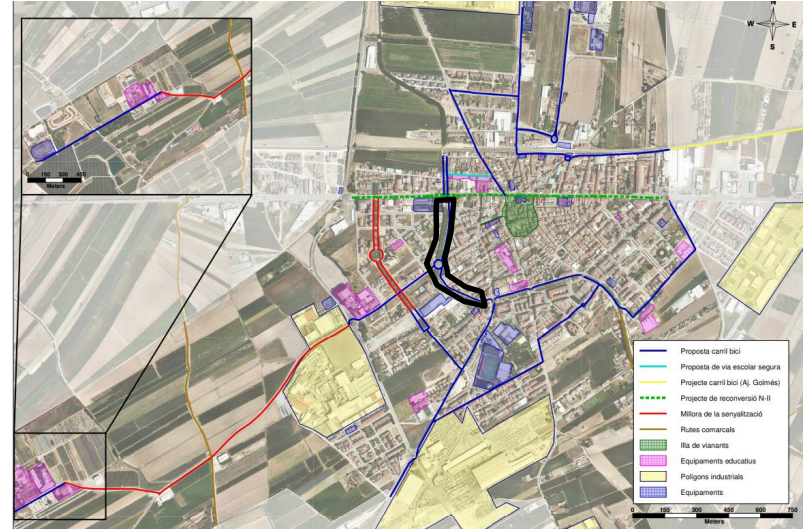 N
W E
S
0 150 300 450
Meters
Proposta carril bici
Proposta de via escolar segura
Projecte carril bici (Aj. Golmés)
Projecte de reconversió N-II
Millora de la senyalització
Rutes comarcals
Illa de vianants
Equipaments educatius
Polígons industrials
Equipaments
0 150 300 450 600 750
Meters